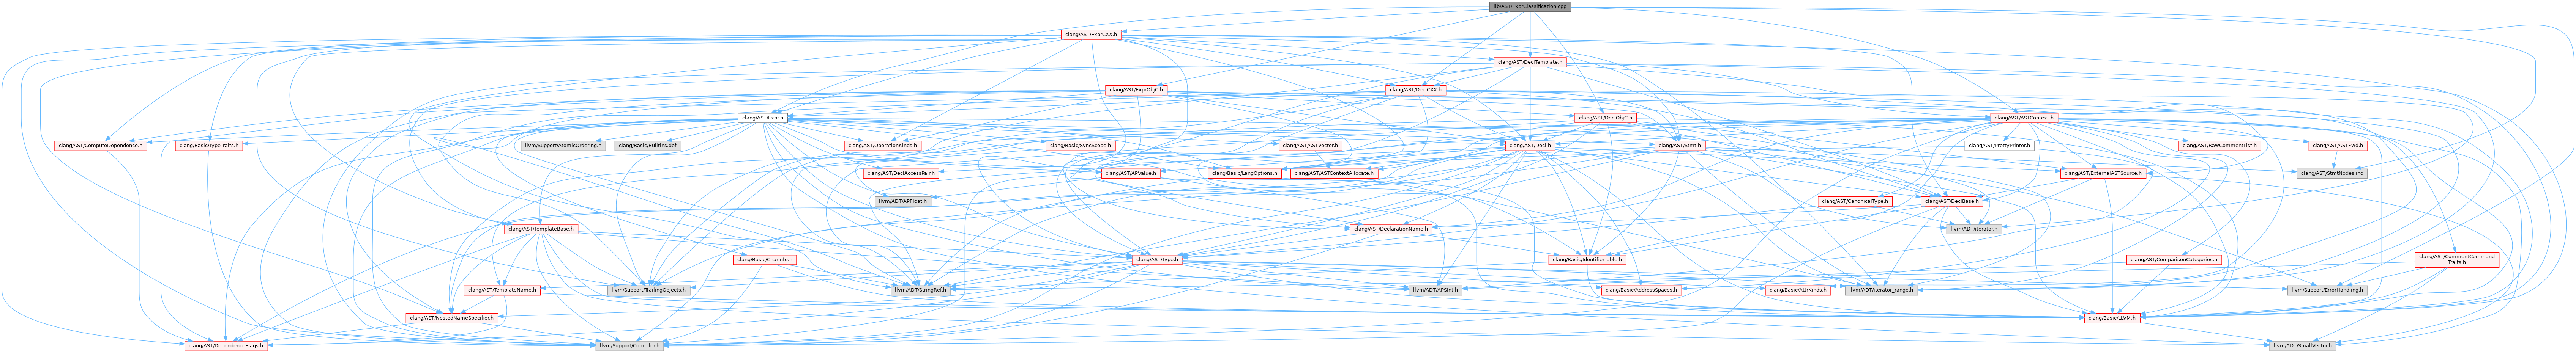 lib/AST/ExprClassification.cpp
clang/AST/ExprCXX.h
clang/AST/DeclTemplate.h
clang/AST/ExprObjC.h
clang/AST/DeclCXX.h
clang/AST/Expr.h
clang/AST/DeclObjC.h
clang/AST/ASTContext.h
clang/AST/ComputeDependence.h
clang/Basic/TypeTraits.h
llvm/Support/AtomicOrdering.h
clang/Basic/Builtins.def
clang/AST/OperationKinds.h
clang/Basic/SyncScope.h
clang/AST/ASTVector.h
clang/AST/Decl.h
clang/AST/Stmt.h
clang/AST/PrettyPrinter.h
clang/AST/RawCommentList.h
clang/AST/ASTFwd.h
clang/AST/DeclAccessPair.h
clang/AST/APValue.h
clang/Basic/LangOptions.h
clang/AST/ASTContextAllocate.h
clang/AST/ExternalASTSource.h
clang/AST/StmtNodes.inc
llvm/ADT/APFloat.h
clang/AST/CanonicalType.h
clang/AST/DeclBase.h
clang/AST/TemplateBase.h
clang/AST/DeclarationName.h
llvm/ADT/iterator.h
clang/Basic/CharInfo.h
clang/AST/Type.h
clang/Basic/IdentifierTable.h
clang/AST/ComparisonCategories.h
clang/AST/CommentCommand
Traits.h
clang/AST/TemplateName.h
llvm/Support/TrailingObjects.h
llvm/ADT/StringRef.h
llvm/ADT/APSInt.h
clang/Basic/AddressSpaces.h
clang/Basic/AttrKinds.h
llvm/ADT/iterator_range.h
llvm/Support/ErrorHandling.h
clang/AST/NestedNameSpecifier.h
clang/Basic/LLVM.h
clang/AST/DependenceFlags.h
llvm/Support/Compiler.h
llvm/ADT/SmallVector.h